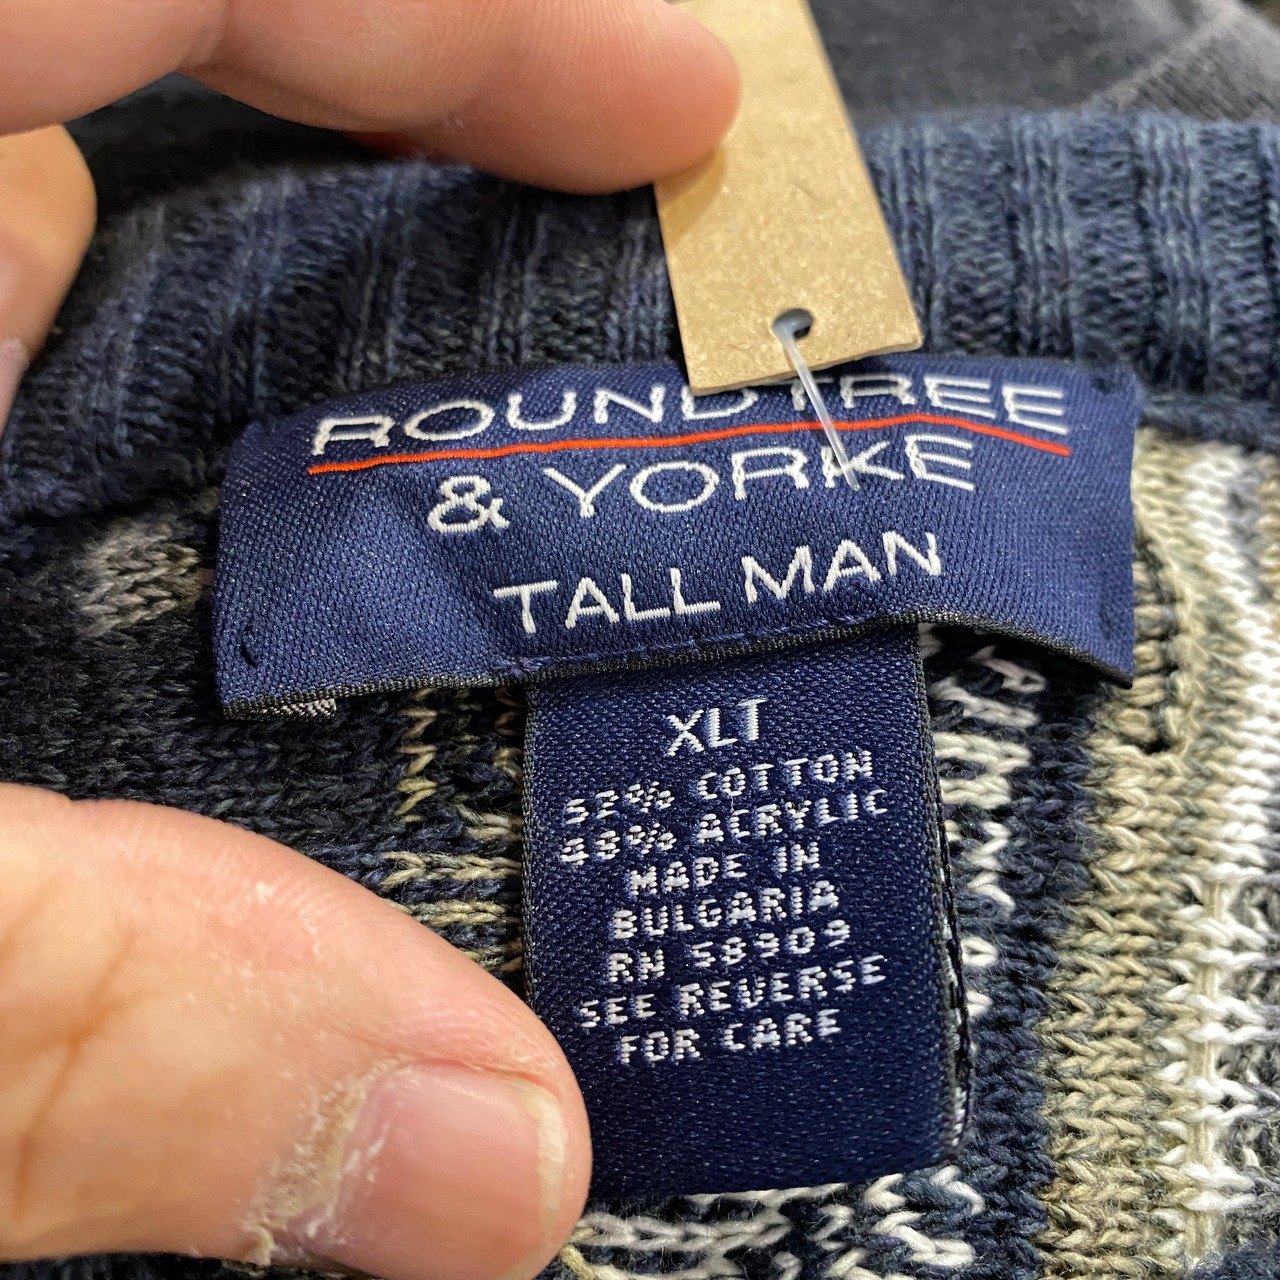 ROUNDTREE
& YORKE
TALL MAN
XLT
52% COTTON
48% ACRYLIC
MADE IN
BULGARIA
RN 58909
SEE REVERSE
FOR CARE